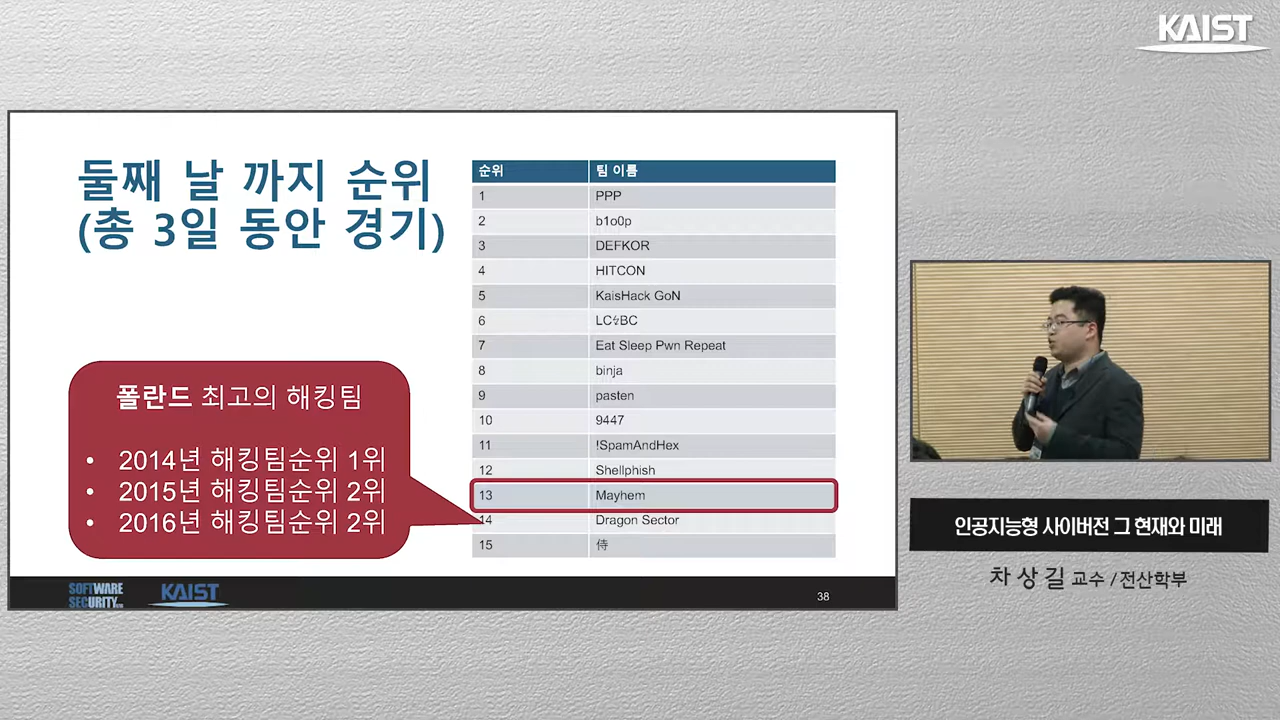 KAIST
둘째 날 까지 순위
(총 3일 동안 경기)
순위 팀 이름
1 PPP
2 b1o0p
3 DEFKOR
4 HITCON
5 KaisHack GoN
6 LCϟBC
7 Eat Sleep Pwn Repeat
8 binja
9 pasten
10 9447
11 !SpamAndHex
12 Shellphish
13 Mayhem
14 Dragon Sector
15 侍
폴란드 최고의 해킹팀
• 2014년 해킹팀순위 1위
• 2015년 해킹팀순위 2위
• 2016년 해킹팀순위 2위
SOFTWARE
SECURITY
KAIST
38
인공지능형 사이버전 그 현재와 미래
차상길 교수 / 전산학부